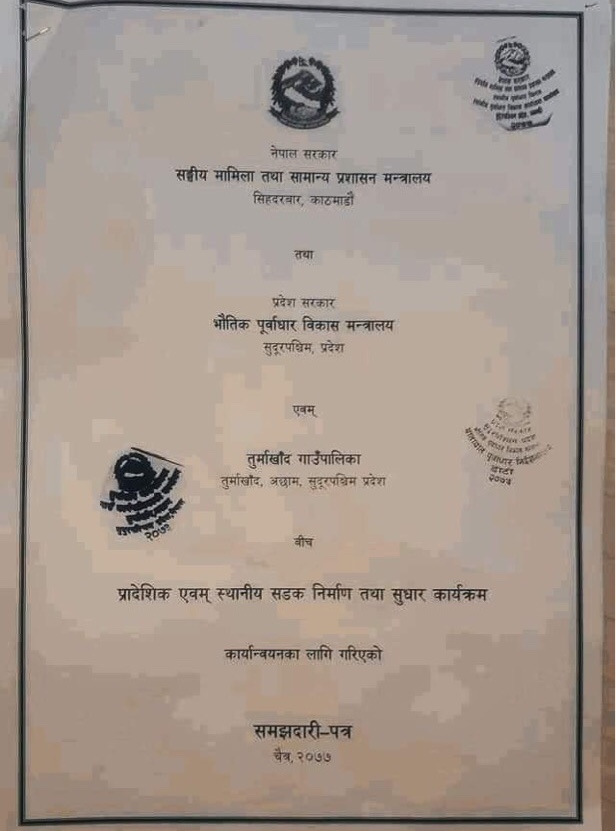 नेपाल सरकार
सङ्घीय मामिला तथा सामान्य प्रशासन मन्त्रालय
सिंहदरबार, काठमाडौं
तथा
प्रदेश सरकार
भौतिक पूर्वाधार विकास मन्त्रालय
सुदूरपश्चिम, प्रदेश
एवम्
तुर्माखाँद गाउँपालिका
तुर्माखाँद, अछाम, सुदूरपश्चिम प्रदेश
बीच
प्रादेशिक एवम् स्थानीय सडक निर्माण तथा सुधार कार्यक्रम
कार्यान्वयनका लागि गरिएको
समझदारी-पत्र
चैत्र, २०७७